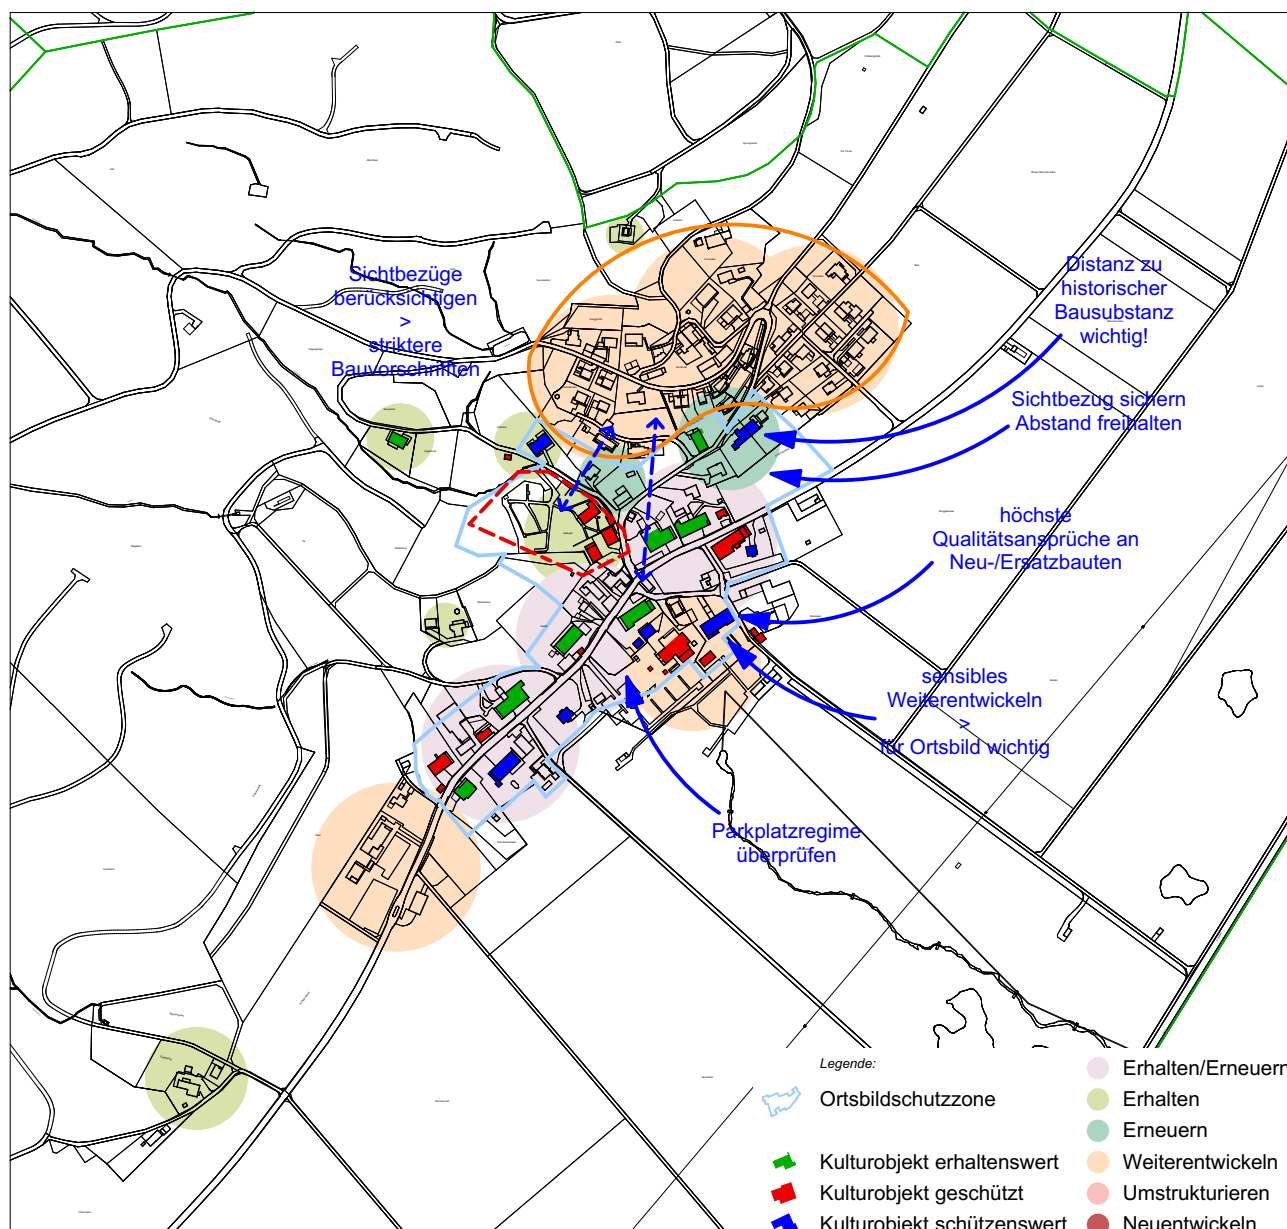 Sichtbezüge
berücksichtigen
>
striktere
Bauvorschriften
Distanz zu
historischer
Bausubstanz
wichtig!
Sichtbezug sichern
Abstand freihalten
höchste
Qualitätsansprüche an
Neu-/Ersatzbauten
sensibles
Weiterentwickeln
>
für Ortsbild wichtig
Parkplatzregime
überprüfen
Legende:
Ortsbildschutzzone
Kulturobjekt erhaltenswert
Kulturobjekt geschützt
Kulturobjekt schützenswert
Erhalten/Erneuern
Erhalten
Erneuern
Weiterentwickeln
Umstrukturieren
Neuentwickeln